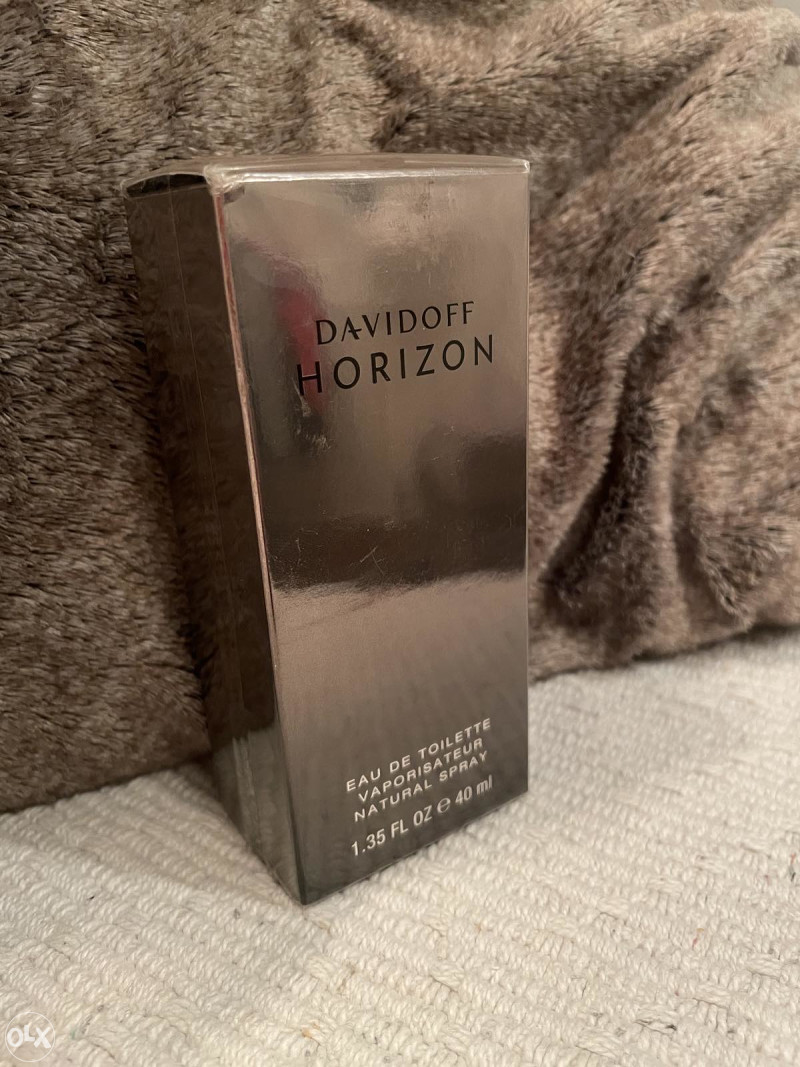 DAVIDOFF
HORIZON
EAU DE TOILETTE
VAPORISATEUR
NATURAL SPRAY
1.35 FL OZ ℮ 40 ml
OLX